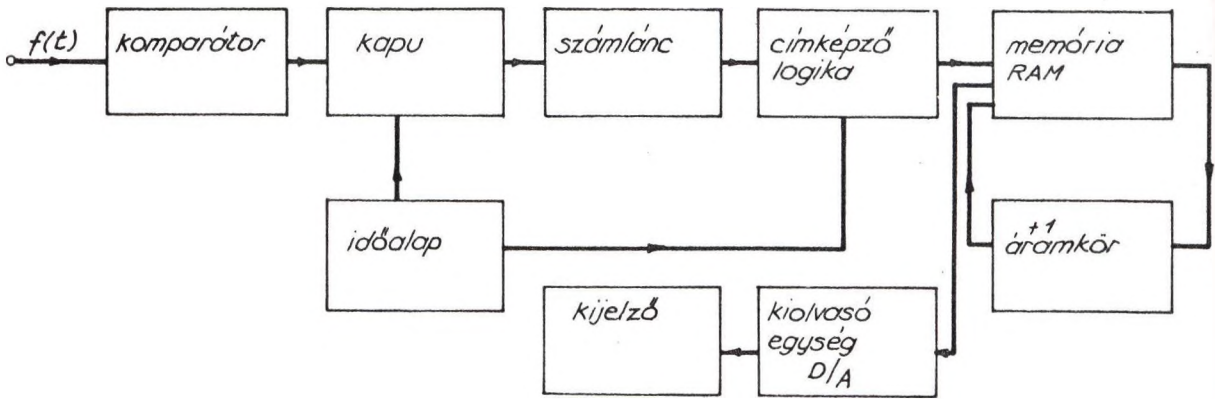 f(t)
komparátor
kapu
számlánc
címképző
logika
memória
RAM
időalap
+1
áramkör
kijelző
kiolvasó
egység
D/A